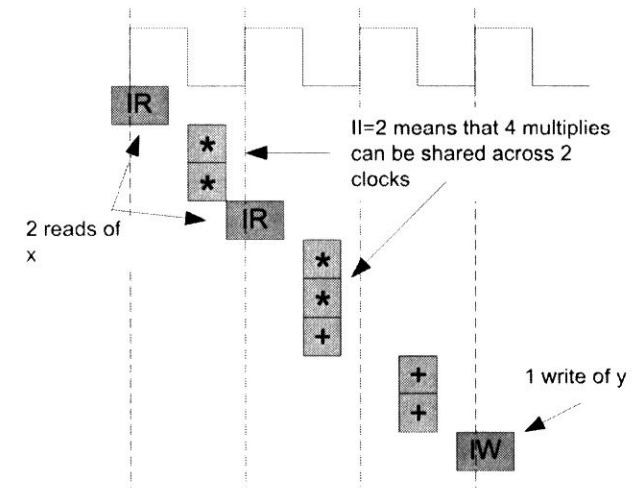 IR
II=2 means that 4 multiplies
can be shared across 2
clocks
*
*
IR
2 reads of
x
*
*
+
+
+
1 write of y
IW